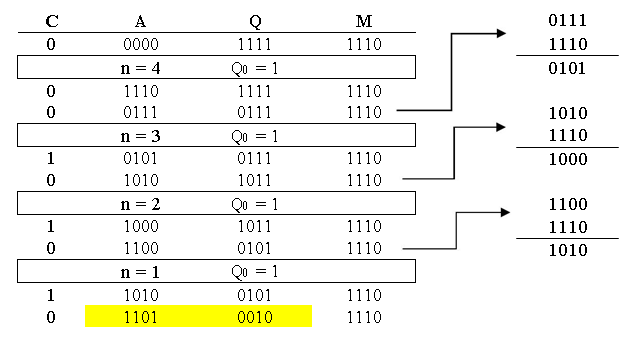 C A Q M
0 0000 1111 1110
n = 4 Q0 = 1
0 1110 1111 1110
0 0111 0111 1110
n = 3 Q0 = 1
1 0101 0111 1110
0 1010 1011 1110
n = 2 Q0 = 1
1 1000 1011 1110
0 1100 0101 1110
n = 1 Q0 = 1
1 1010 0101 1110
0 1101 0010 1110
0111
1110
0101
1010
1110
1000
1100
1110
1010